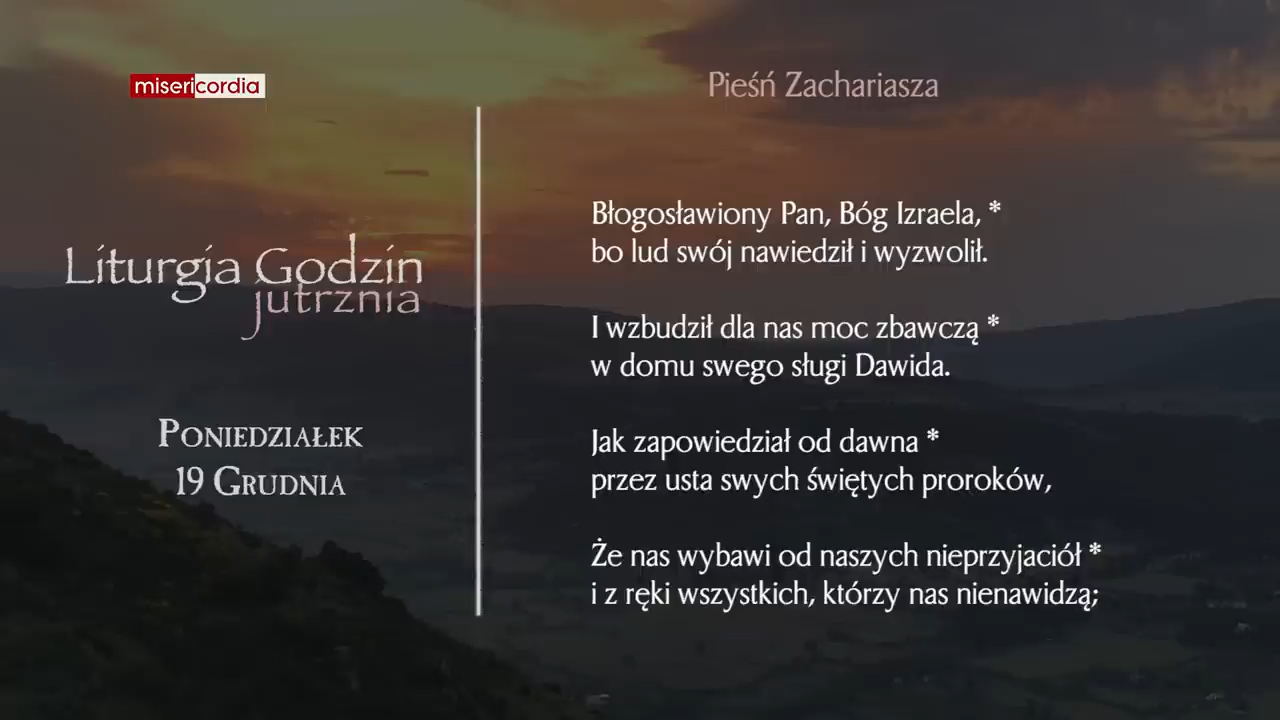 misericordia
Liturgia Godzin
jutrznia
Poniedziałek
19 Grudnia
Pieśń Zachariasza
Błogosławiony Pan, Bóg Izraela, *
bo lud swój nawiedził i wyzwolił.
I wzbudził dla nas moc zbawczą *
w domu swego sługi Dawida.
Jak zapowiedział od dawna *
przez usta swych świętych proroków,
Że nas wybawi od naszych nieprzyjaciół *
i z ręki wszystkich, którzy nas nienawidzą;